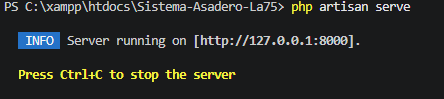 PS C:\xampp\htdocs\Sistema-Asadero-La75> php artisan serve
INFO Server running on [http://127.0.0.1:8000].
Press Ctrl+C to stop the server